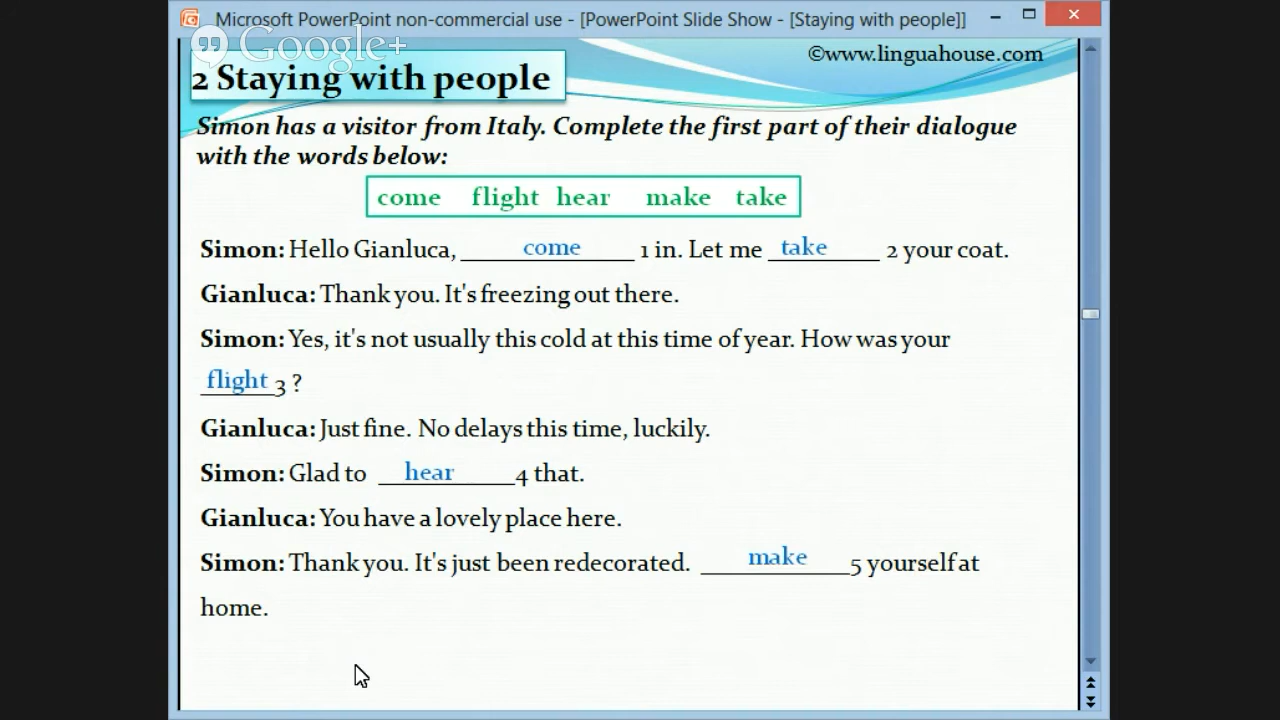 Microsoft PowerPoint non-commercial use - [PowerPoint Slide Show - [Staying with people]]
Google+
©www.linguahouse.com
2 Staying with people
Simon has a visitor from Italy. Complete the first part of their dialogue
with the words below:
come flight hear make take
Simon: Hello Gianluca, come 1 in. Let me take 2 your coat.
Gianluca: Thank you. It's freezing out there.
Simon: Yes, it's not usually this cold at this time of year. How was your
flight 3 ?
Gianluca: Just fine. No delays this time, luckily.
Simon: Glad to hear 4 that.
Gianluca: You have a lovely place here.
Simon: Thank you. It's just been redecorated. make 5 yourself at
home.